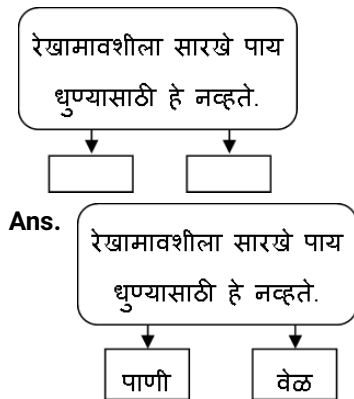 रेखामावशीला सारखे पाय
धुण्यासाठी हे नव्हते.
Ans.
रेखामावशीला सारखे पाय
धुण्यासाठी हे नव्हते.
पाणी वेळ